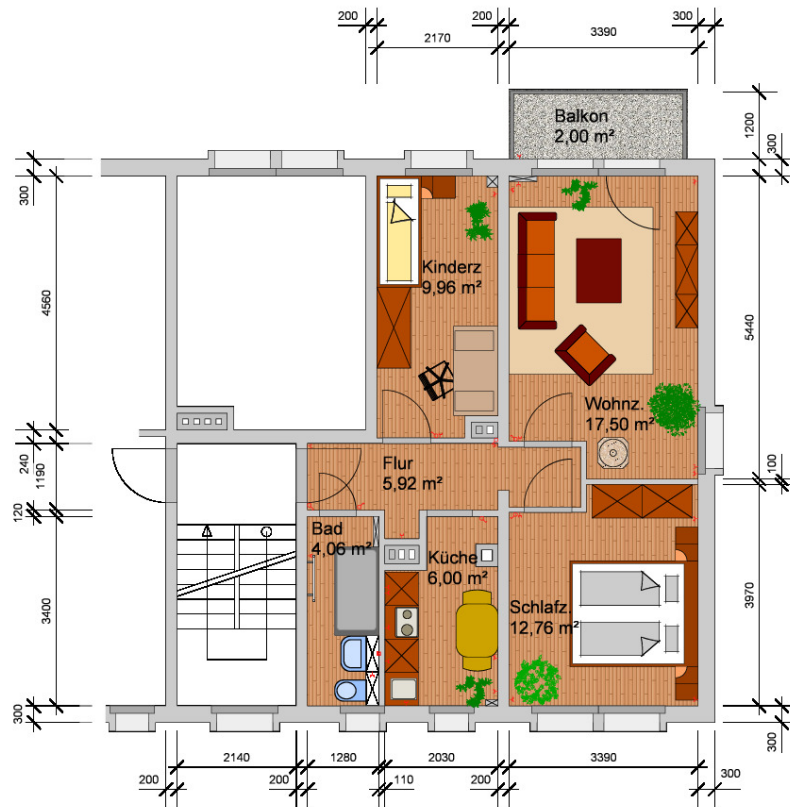 200
200
300
2170
3390
Balkon
2,00 m²
1200
300
300
Kinderz
9,96 m²
4560
5440
Wohnz.
17,50 m²
240
1190
Flur
5,92 m²
100
120
Bad
4,06 m²
Küche
6,00 m²
Schlafz.
12,76 m²
3400
3970
300
300
2140
1280
2030
3390
200
200
110
200
300